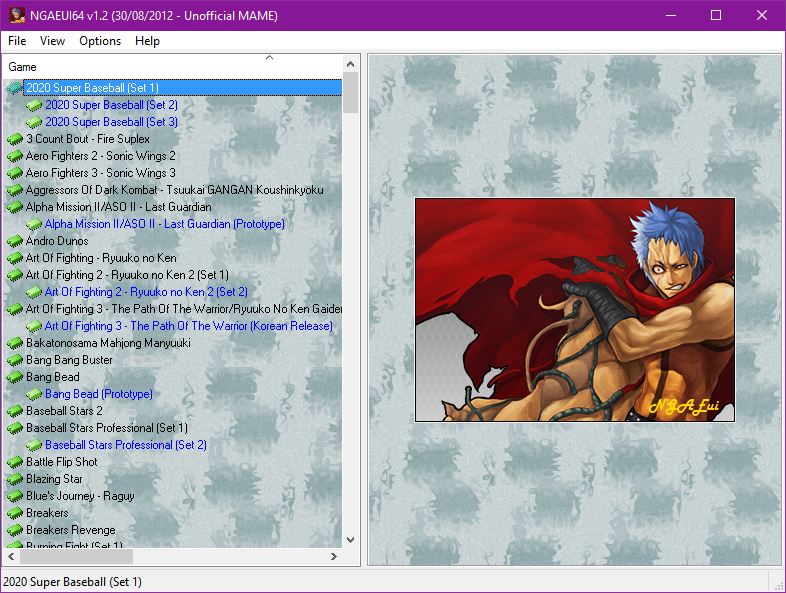 NGAEUI64 v1.2 (30/08/2012 - Unofficial MAME)
File View Options Help
Game
2020 Super Baseball (Set 1)
2020 Super Baseball (Set 2)
2020 Super Baseball (Set 3)
3 Count Bout - Fire Suplex
Aero Fighters 2 - Sonic Wings 2
Aero Fighters 3 - Sonic Wings 3
Aggressors Of Dark Kombat - Tsuukai GANGAN Koushinkyoku
Alpha Mission II/ASO II - Last Guardian
Alpha Mission II/ASO II - Last Guardian (Prototype)
Andro Dunos
Art Of Fighting - Ryuuko no Ken
Art Of Fighting 2 - Ryuuko no Ken 2 (Set 1)
Art Of Fighting 2 - Ryuuko no Ken 2 (Set 2)
Art Of Fighting 3 - The Path Of The Warrior/Ryuuko No Ken Gaiden
Art Of Fighting 3 - The Path Of The Warrior (Korean Release)
Bakatonosama Mahjong Manyuuki
Bang Bang Buster
Bang Bead
Bang Bead (Prototype)
Baseball Stars 2
Baseball Stars Professional (Set 1)
Baseball Stars Professional (Set 2)
Battle Flip Shot
Blazing Star
Blue's Journey - Raguy
Breakers
Breakers Revenge
Burning Fight (Set 1)
NGAEui
2020 Super Baseball (Set 1)